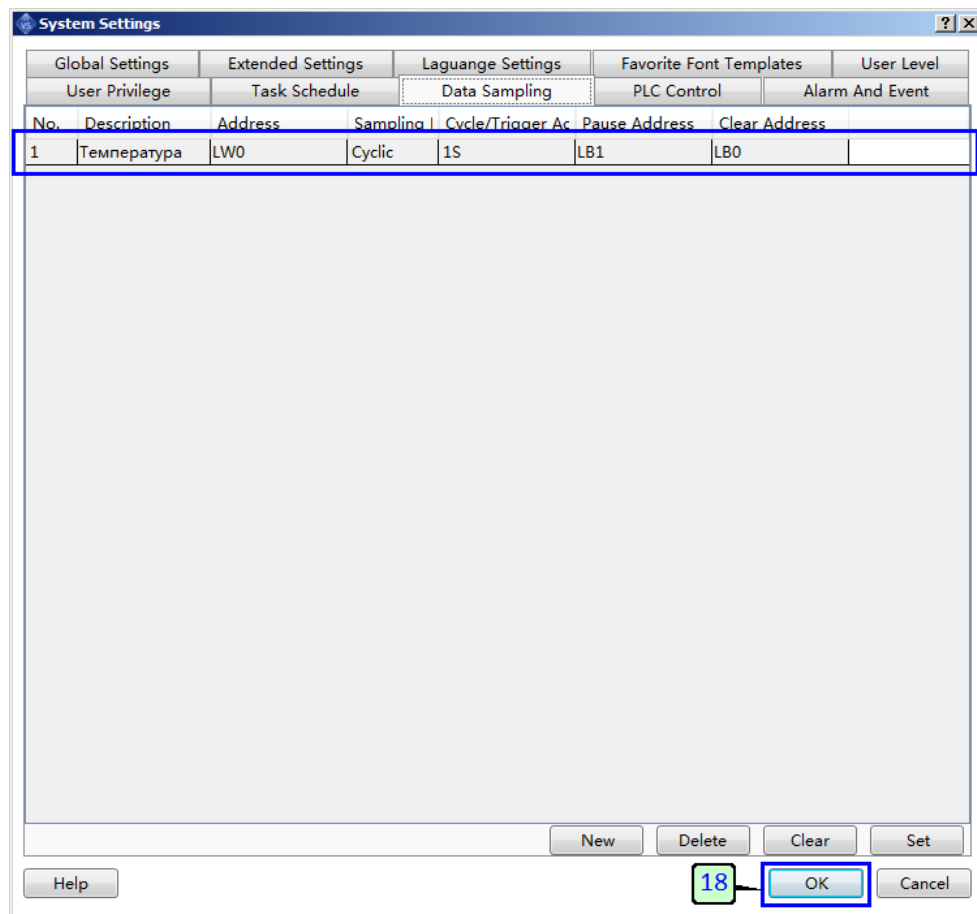 System Settings
Global Settings Extended Settings Laguange Settings Favorite Font Templates User Level
User Privilege Task Schedule Data Sampling PLC Control Alarm And Event
No. Description Address Sampling Cycle/Trigger Ac Pause Address Clear Address
1 Температура LW0 Cyclic 1S LB1 LB0
New Delete Clear Set
Help 18 OK Cancel